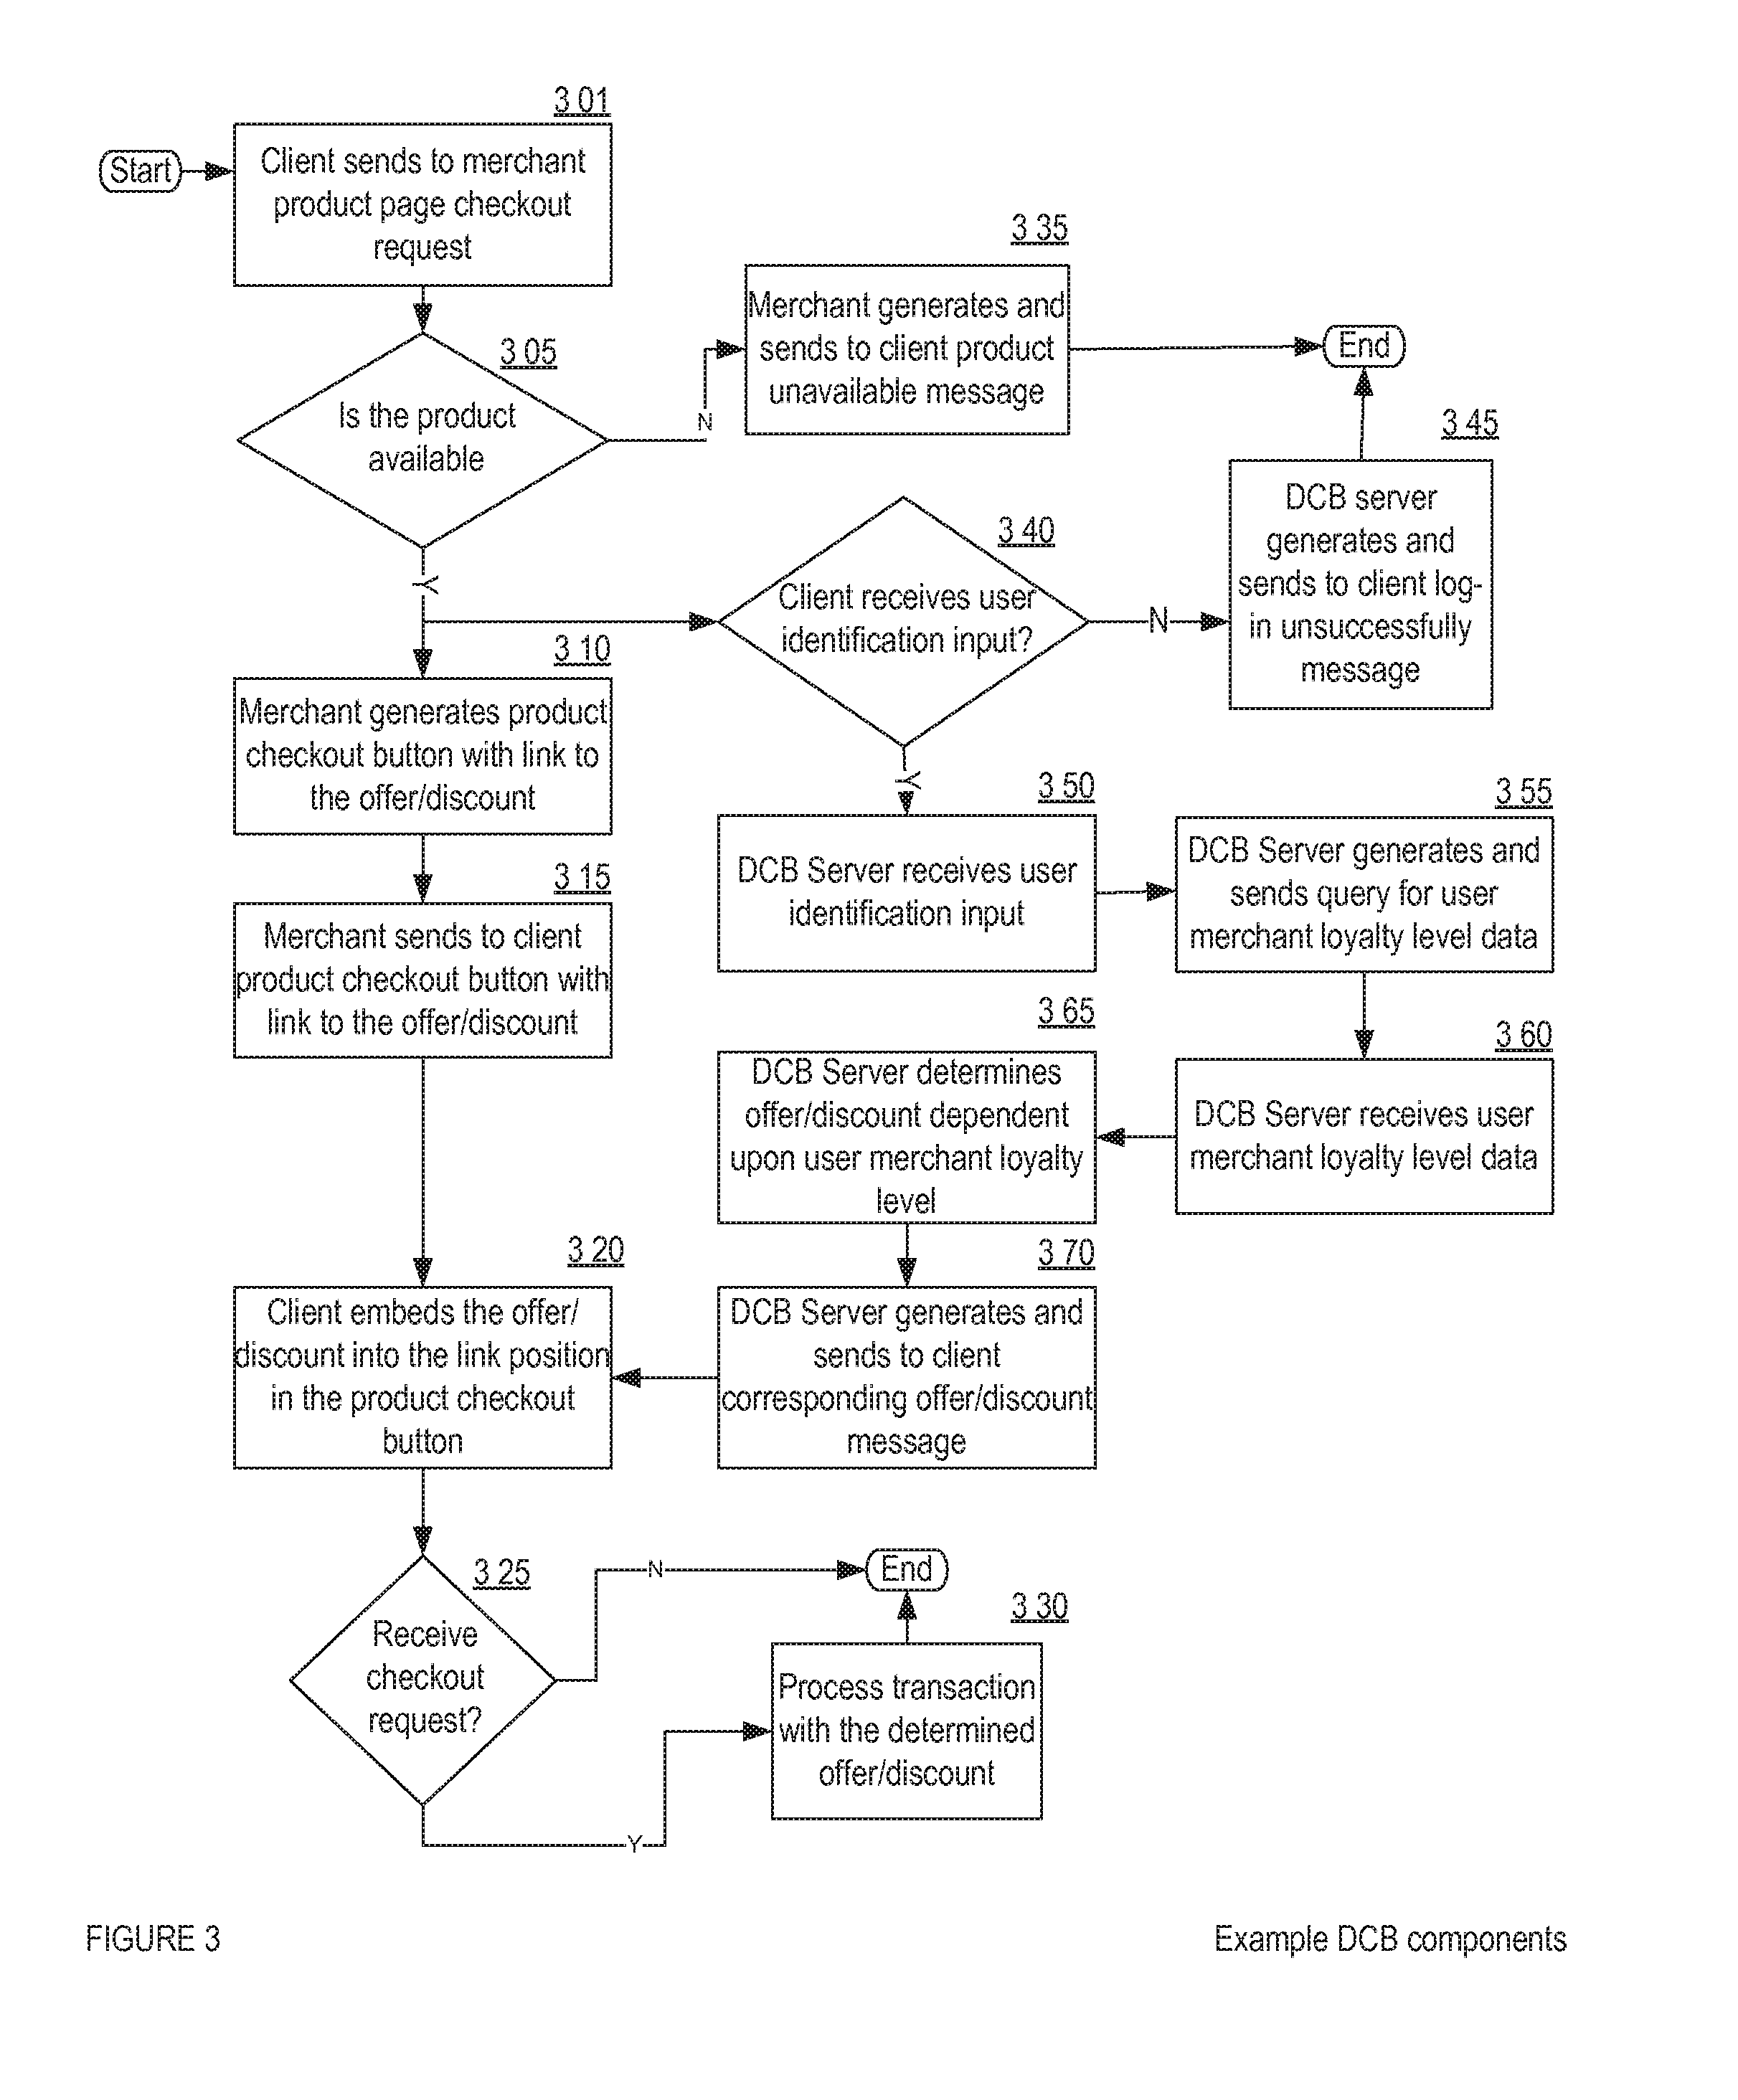 3 01
Start
Client sends to merchant
product page checkout
request
3 05
Is the product
available
N
Y
3 35
Merchant generates and
sends to client product
unavailable message
End
3 45
DCB server
generates and
sends to client log-
in unsuccessfully
message
3 40
Client receives user
identification input?
N
Y
3 10
Merchant generates product
checkout button with link to
the offer/discount
3 15
Merchant sends to client
product checkout button with
link to the offer/discount
3 50
DCB Server receives user
identification input
3 55
DCB Server generates and
sends query for user
merchant loyalty level data
3 60
DCB Server receives user
merchant loyalty level data
3 65
DCB Server determines
offer/discount dependent
upon user merchant loyalty
level
3 70
DCB Server generates and
sends to client
corresponding offer/discount
message
3 20
Client embeds the offer/
discount into the link position
in the product checkout
button
3 25
Receive
checkout
request?
N
Y
End
3 30
Process transaction
with the determined
offer/discount
FIGURE 3
Example DCB components